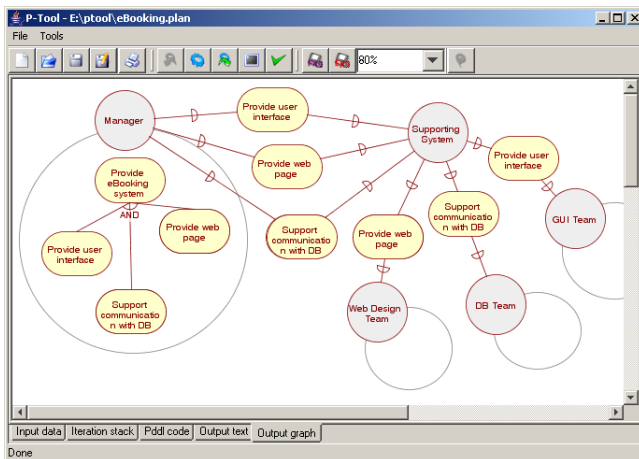 P-Tool - E:\ptool\eBooking.plan
File Tools
80%
Manager
Provide user
interface
Supporting
System
Provide user
interface
Provide web
page
Provide
eBooking
system
AND
Provide web
page
Provide user
interface
Support
communicatio
n with DB
Support
communicatio
n with DB
Provide web
page
Support
communicatio
n with DB
GUI Team
Web Design
Team
DB Team
Input data Iteration stack Pddl code Output text Output graph
Done